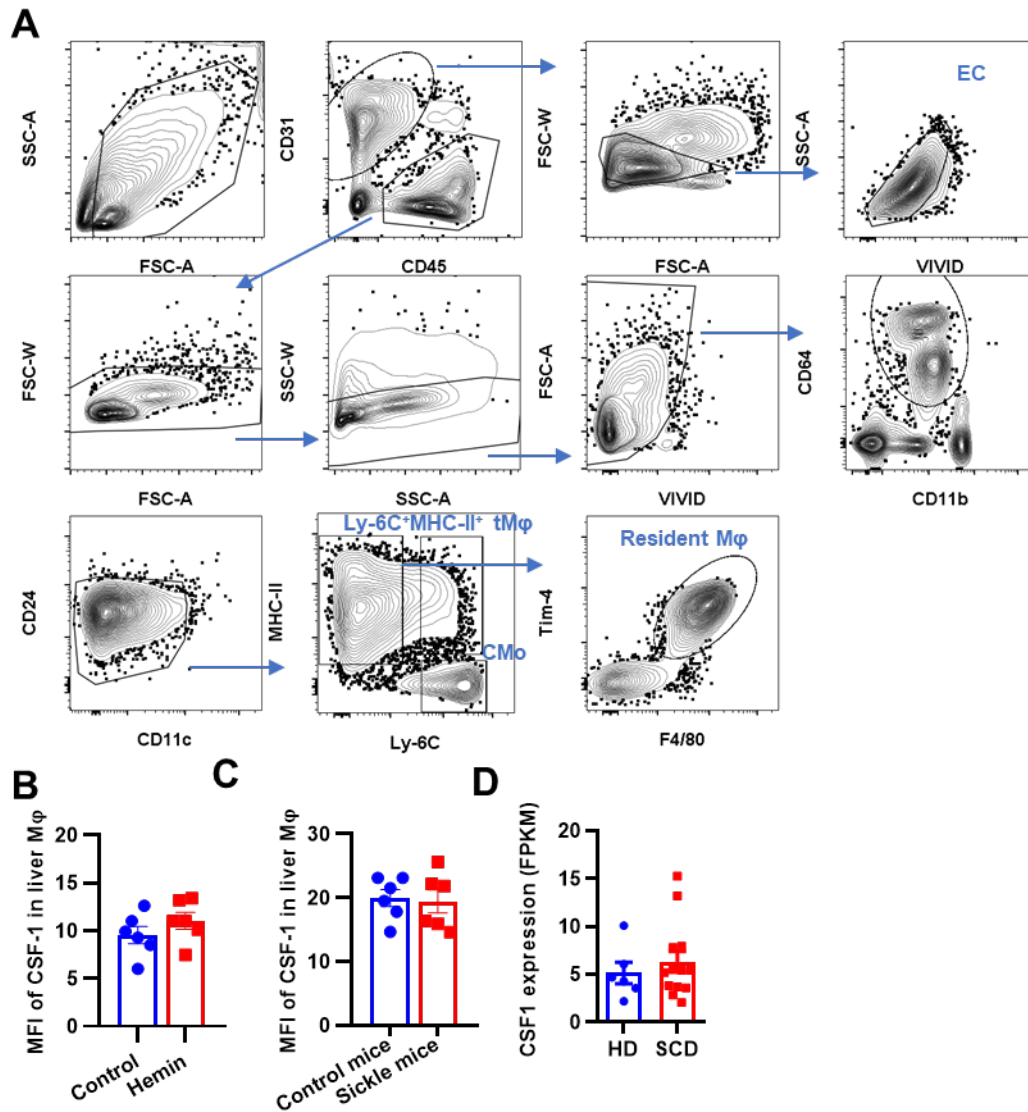 A
SSC-A
FSC-A
CD31
CD45
FSC-W
FSC-A
SSC-A
VIVID
EC
FSC-W
FSC-A
SSC-W
SSC-A
FSC-A
VIVID
CD64
CD11b
CD24
CD11c
MHC-II
Ly-6C
Ly-6C⁺MHC-II⁺ tMφ
CMo
Tim-4
F4/80
Resident Mφ
B
MFI of CSF-1 in liver Mφ
20
15
10
5
0
Control
Hemin
C
MFI of CSF-1 in liver Mφ
30
20
10
0
Control mice
Sickle mice
D
CSF1 expression (FPKM)
20
15
10
5
0
HD
SCD